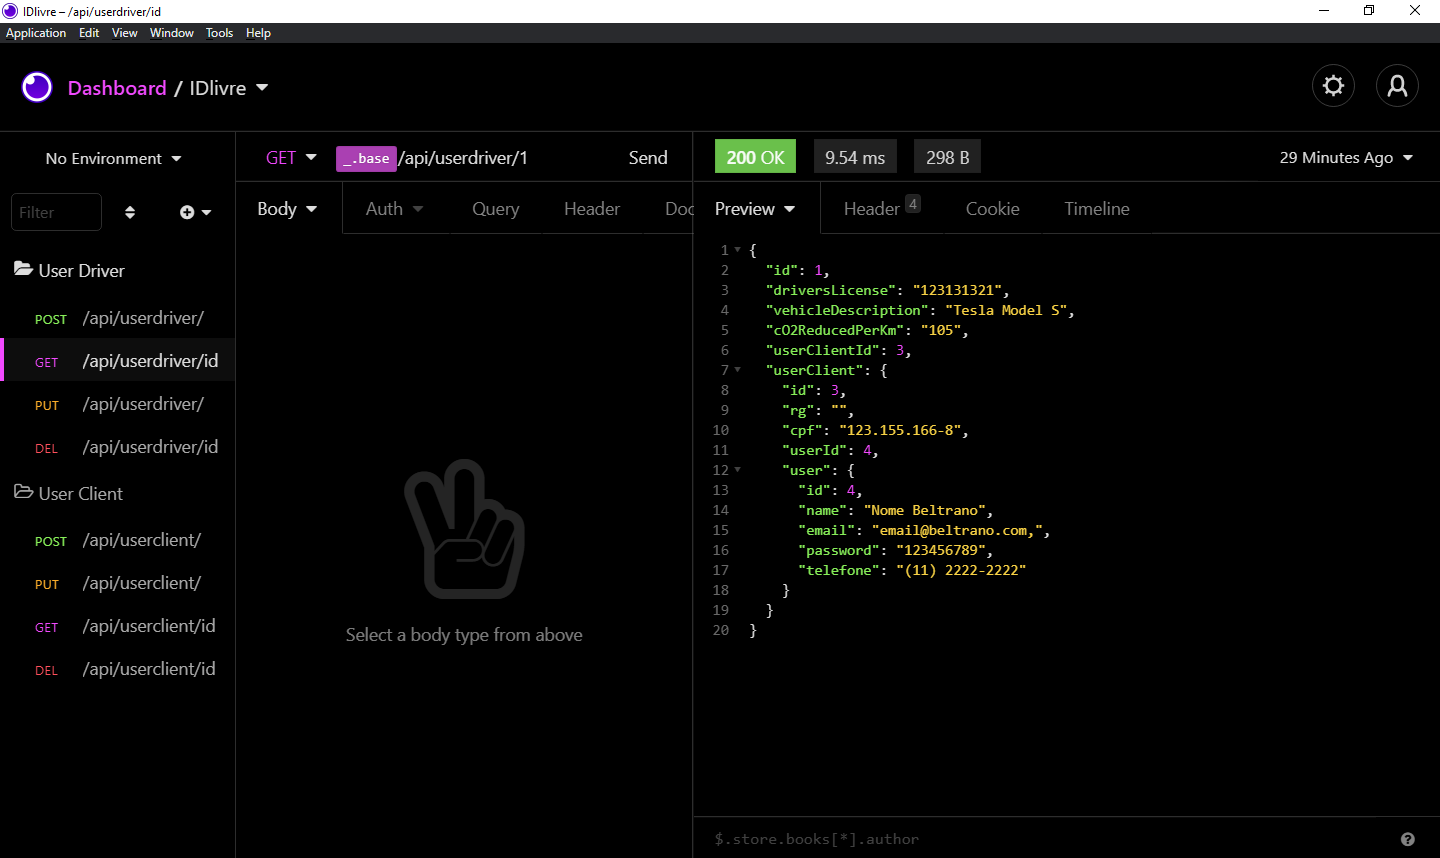 IDlivre – /api/userdriver/id
Application Edit View Window Tools Help
Dashboard / IDlivre
No Environment
Filter
User Driver
POST /api/userdriver/
GET /api/userdriver/id
PUT /api/userdriver/
DEL /api/userdriver/id
User Client
POST /api/userclient/
PUT /api/userclient/
GET /api/userclient/id
DEL /api/userclient/id
GET _.base/api/userdriver/1 Send
Body Auth Query Header Doc
Select a body type from above
200 OK 9.54 ms 298 B 29 Minutes Ago
Preview Header 4 Cookie Timeline
1 {
2 "id": 1,
3 "driversLicense": "123131321",
4 "vehicleDescription": "Tesla Model S",
5 "cO2ReducedPerKm": "105",
6 "userClientId": 3,
7 "userClient": {
8 "id": 3,
9 "rg": "",
10 "cpf": "123.155.166-8",
11 "userId": 4,
12 "user": {
13 "id": 4,
14 "name": "Nome Beltrano",
15 "email": "email@beltrano.com,",
16 "password": "123456789",
17 "telefone": "(11) 2222-2222"
18 }
19 }
20 }
$.store.books[*].author